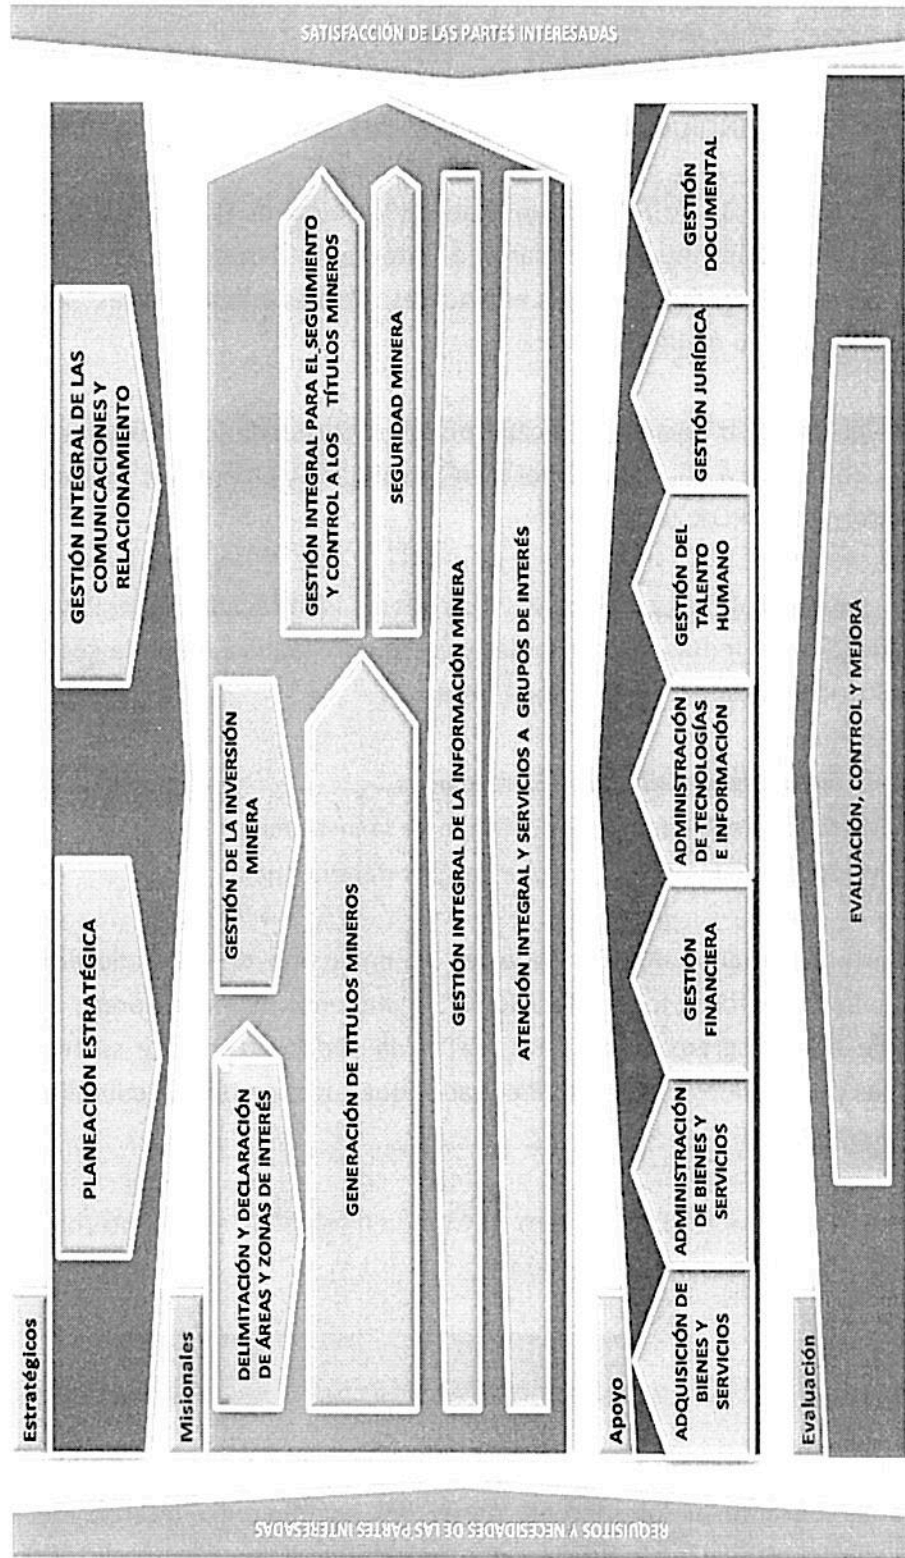 REQUISITOS Y NECESIDADES DE LAS PARTES INTERESADAS
Estratégicos
PLANEACIÓN ESTRATÉGICA
GESTIÓN INTEGRAL DE LAS
COMUNICACIONES Y
RELACIONAMIENTO
Misionales
DELIMITACIÓN Y DECLARACIÓN
DE ÁREAS Y ZONAS DE INTERÉS
GESTIÓN DE LA INVERSIÓN
MINERA
GENERACIÓN DE TITULOS MINEROS
GESTIÓN INTEGRAL PARA EL SEGUIMIENTO
Y CONTROL A LOS TÍTULOS MINEROS
SEGURIDAD MINERA
GESTIÓN INTEGRAL DE LA INFORMACIÓN MINERA
ATENCIÓN INTEGRAL Y SERVICIOS A GRUPOS DE INTERÉS
Apoyo
ADQUISICIÓN DE
BIENES Y
SERVICIOS
ADMINISTRACIÓN
DE BIENES Y
SERVICIOS
GESTIÓN
FINANCIERA
ADMINISTRACIÓN
DE TECNOLOGÍAS
E INFORMACIÓN
GESTIÓN DEL
TALENTO
HUMANO
GESTIÓN JURÍDICA
GESTIÓN
DOCUMENTAL
Evaluación
EVALUACIÓN, CONTROL Y MEJORA
SATISFACCIÓN DE LAS PARTES INTERESADAS